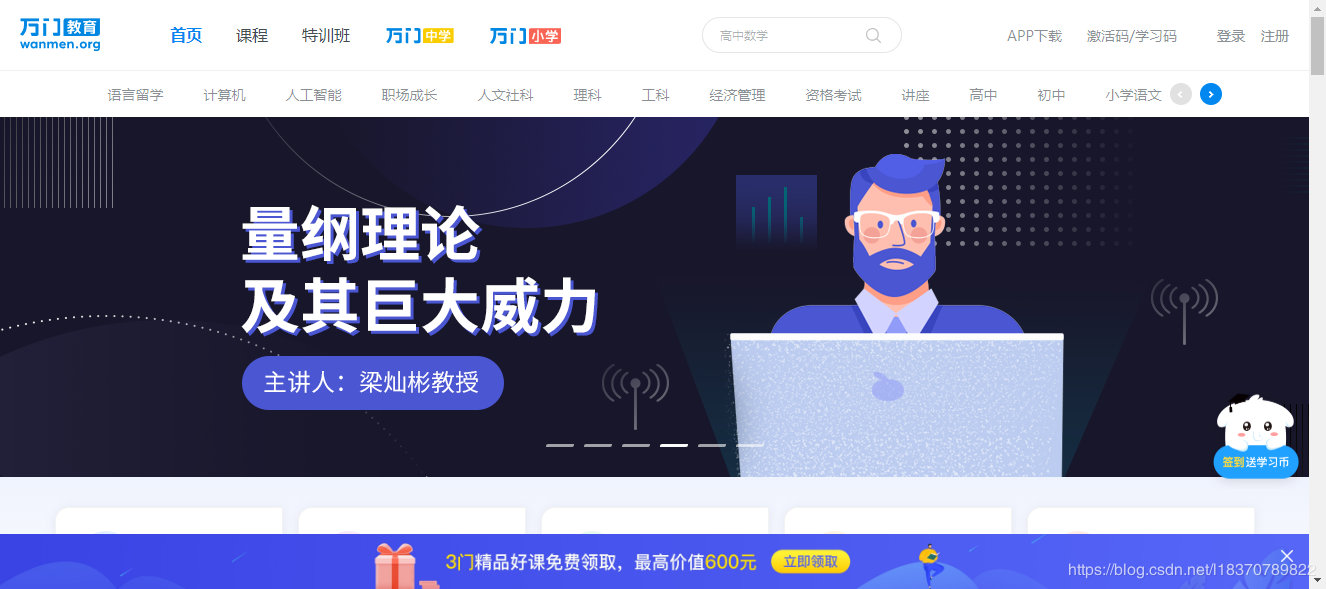 万门教育
wanmen.org
首页 课程 特训班 万门中学 万门小学 高中数学 APP下载 激活码/学习码 登录 注册
语言留学 计算机 人工智能 职场成长 人文社科 理科 工科 经济管理 资格考试 讲座 高中 初中 小学语文
量纲理论
及其巨大威力
主讲人：梁灿彬教授
签到送学习币
3门精品好课免费领取，最高价值600元 立即领取
https://blog.csdn.net/l18370789822